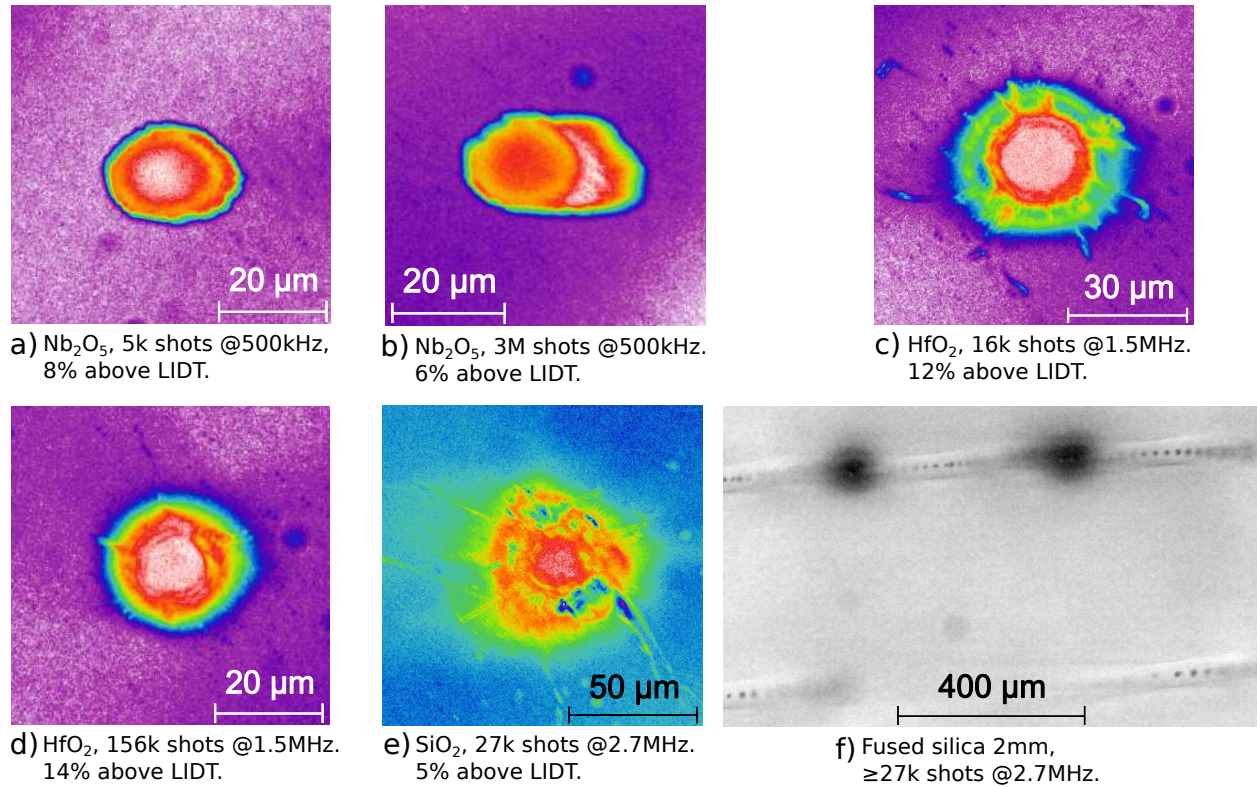 20 μm
20 μm
30 μm
a) Nb₂O₅, 5k shots @500kHz,
8% above LIDT.
b) Nb₂O₅, 3M shots @500kHz.
6% above LIDT.
c) HfO₂, 16k shots @1.5MHz.
12% above LIDT.
20 μm
50 μm
400 μm
d) HfO₂, 156k shots @1.5MHz.
14% above LIDT.
e) SiO₂, 27k shots @2.7MHz.
5% above LIDT.
f) Fused silica 2mm,
≥27k shots @2.7MHz.